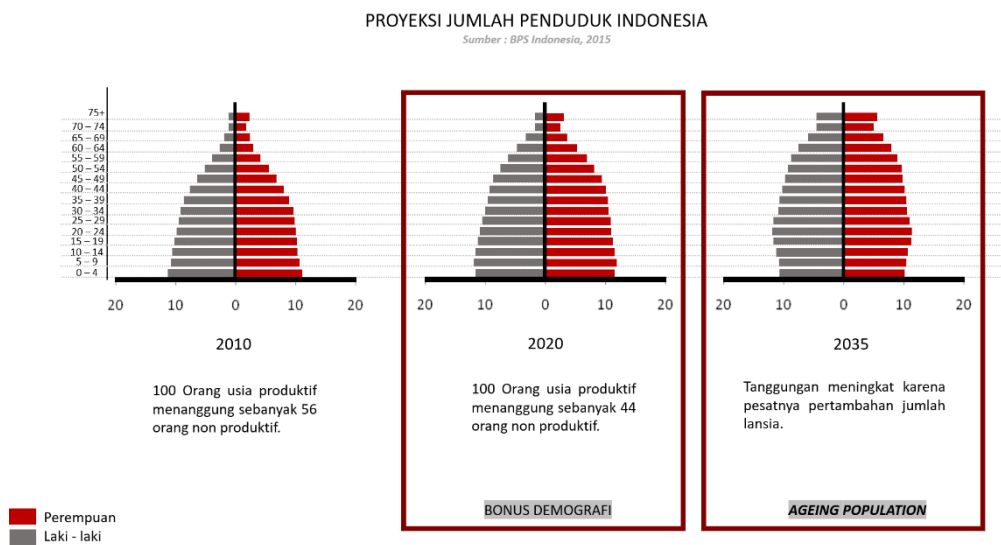 PROYEKSI JUMLAH PENDUDUK INDONESIA
Sumber : BPS Indonesia, 2015
75+
70 – 74
65 – 69
60 – 64
55 – 59
50 – 54
45 – 49
40 – 44
35 – 39
30 – 34
25 – 29
20 – 24
15 – 19
10 – 14
5 – 9
0 – 4
20 10 0 10 20
2010
100 Orang usia produktif
menanggung sebanyak 56
orang non produktif.
20 10 0 10 20
2020
100 Orang usia produktif
menanggung sebanyak 44
orang non produktif.
BONUS DEMOGRAFI
20 10 0 10 20
2035
Tanggungan meningkat karena
pesatnya pertambahan jumlah
lansia.
AGEING POPULATION
Perempuan
Laki - laki